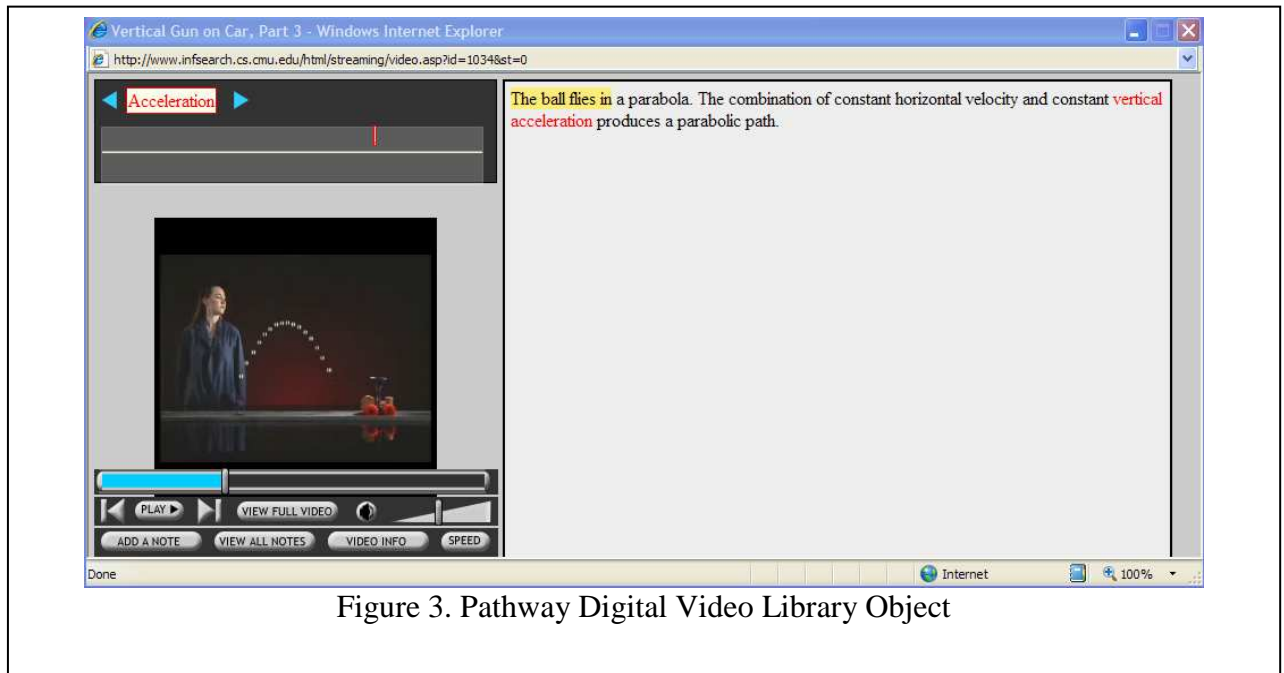 Vertical Gun on Car, Part 3 - Windows Internet Explorer
http://www.infsearch.cs.cmu.edu/html/streaming/video.asp?id=1034&st=0
Acceleration
The ball flies in a parabola. The combination of constant horizontal velocity and constant vertical
acceleration produces a parabolic path.
PLAY
VIEW FULL VIDEO
ADD A NOTE
VIEW ALL NOTES
VIDEO INFO
SPEED
Done
Internet
100%
Figure 3. Pathway Digital Video Library Object